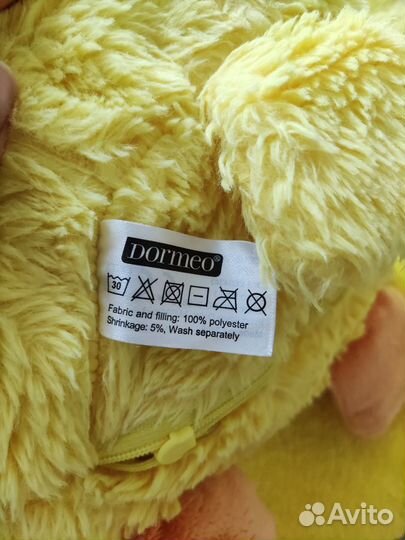 DORMEO®
30
Fabric and filling: 100% polyester
Shrinkage: 5%, Wash separately
Avito